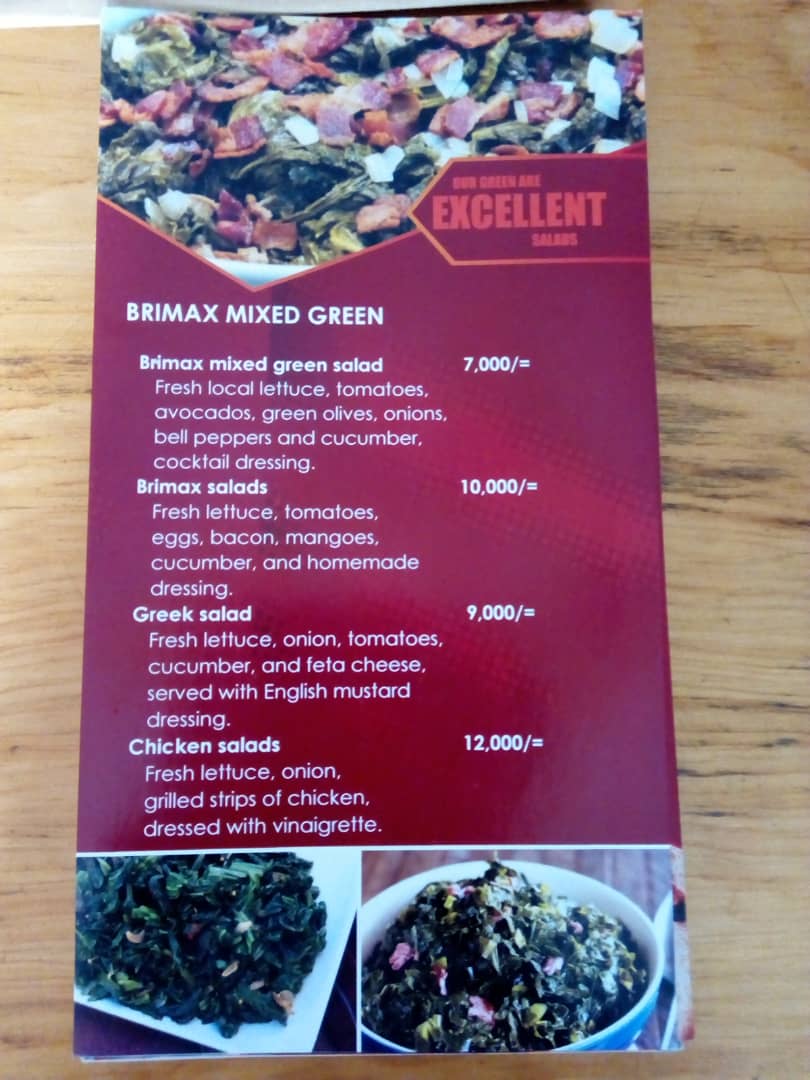 OUR GREEN ARE
EXCELLENT
SALADS
BRIMAX MIXED GREEN
Brimax mixed green salad 7,000/=
Fresh local lettuce, tomatoes,
avocados, green olives, onions,
bell peppers and cucumber,
cocktail dressing.
Brimax salads 10,000/=
Fresh lettuce, tomatoes,
eggs, bacon, mangoes,
cucumber, and homemade
dressing.
Greek salad 9,000/=
Fresh lettuce, onion, tomatoes,
cucumber, and feta cheese,
served with English mustard
dressing.
Chicken salads 12,000/=
Fresh lettuce, onion,
grilled strips of chicken,
dressed with vinaigrette.